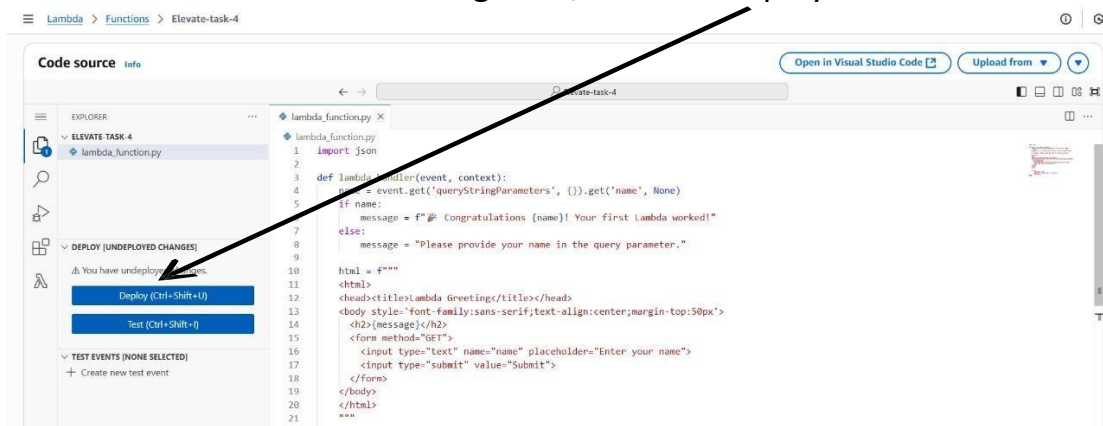 Lambda > Functions > Elevate-task-4
Code source Info
Open in Visual Studio Code
Upload from
Elevate-task-4
EXPLORER
ELEVATE-TASK-4
lambda_function.py
DEPLOY [UNDEPLOYED CHANGES]
You have undeployed changes.
Deploy (Ctrl+Shift+U)
Test (Ctrl+Shift+I)
TEST EVENTS [NONE SELECTED]
+ Create new test event
lambda_function.py ×
lambda_function.py
1 import json
2
3 def lambda_handler(event, context):
4 name = event.get('queryStringParameters', {}).get('name', None)
5 if name:
6 message = f"🎉 Congratulations {name}! Your first Lambda worked!"
7 else:
8 message = "Please provide your name in the query parameter."
9
10 html = f"""
11 <html>
12 <head><title>Lambda Greeting</title></head>
13 <body style='font-family:sans-serif;text-align:center;margin-top:50px'>
14 <h2>{message}</h2>
15 <form method="GET">
16 <input type="text" name="name" placeholder="Enter your name">
17 <input type="submit" value="Submit">
18 </form>
19 </body>
20 </html>
21 """